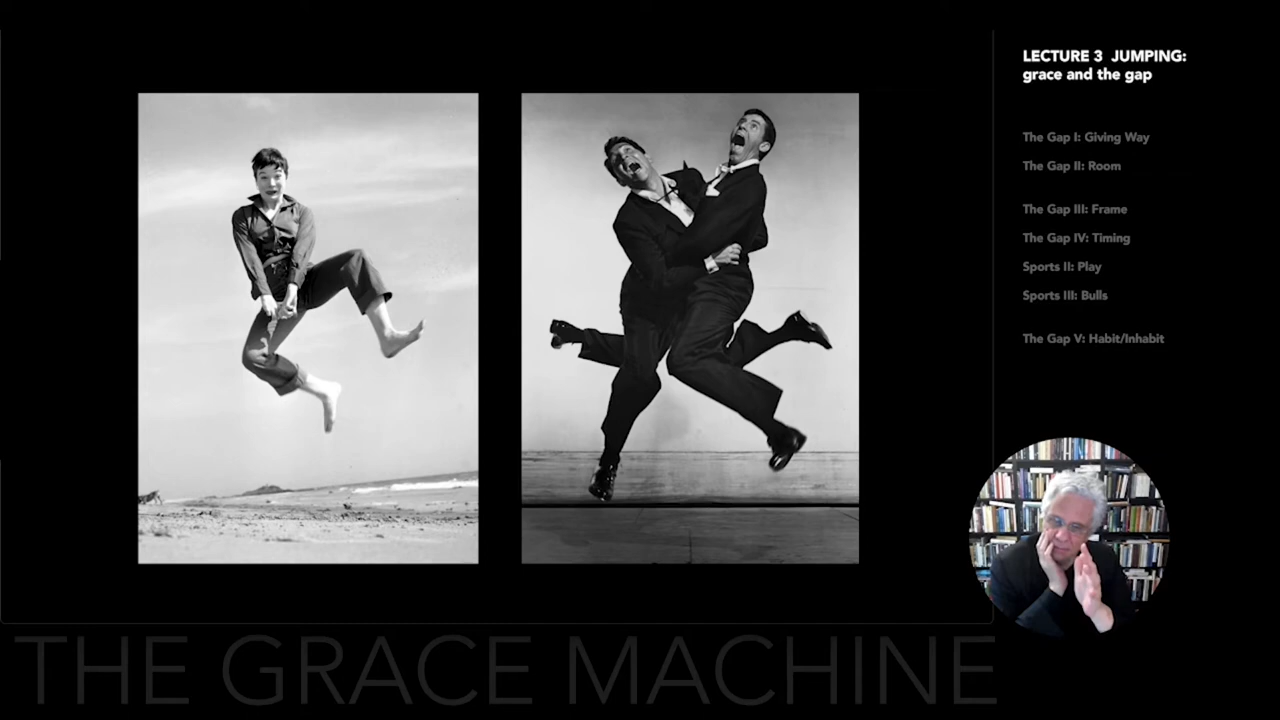 LECTURE 3 JUMPING:
grace and the gap
The Gap I: Giving Way
The Gap II: Room
The Gap III: Frame
The Gap IV: Timing
Sports II: Play
Sports III: Bulls
The Gap V: Habit/Inhabit
THE GRACE MACHINE